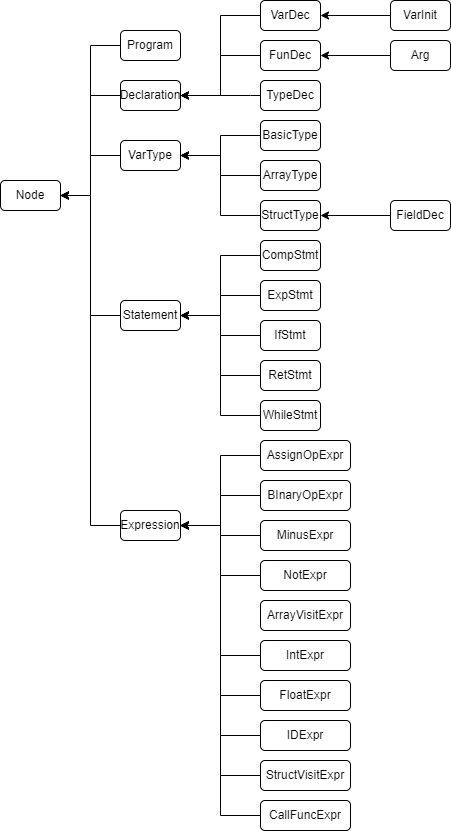 VarDec
VarInit
Program
FunDec
Arg
Declaration
TypeDec
BasicType
VarType
ArrayType
Node
StructType
FieldDec
CompStmt
ExpStmt
Statement
IfStmt
RetStmt
WhileStmt
AssignOpExpr
BInaryOpExpr
Expression
MinusExpr
NotExpr
ArrayVisitExpr
IntExpr
FloatExpr
IDExpr
StructVisitExpr
CallFuncExpr